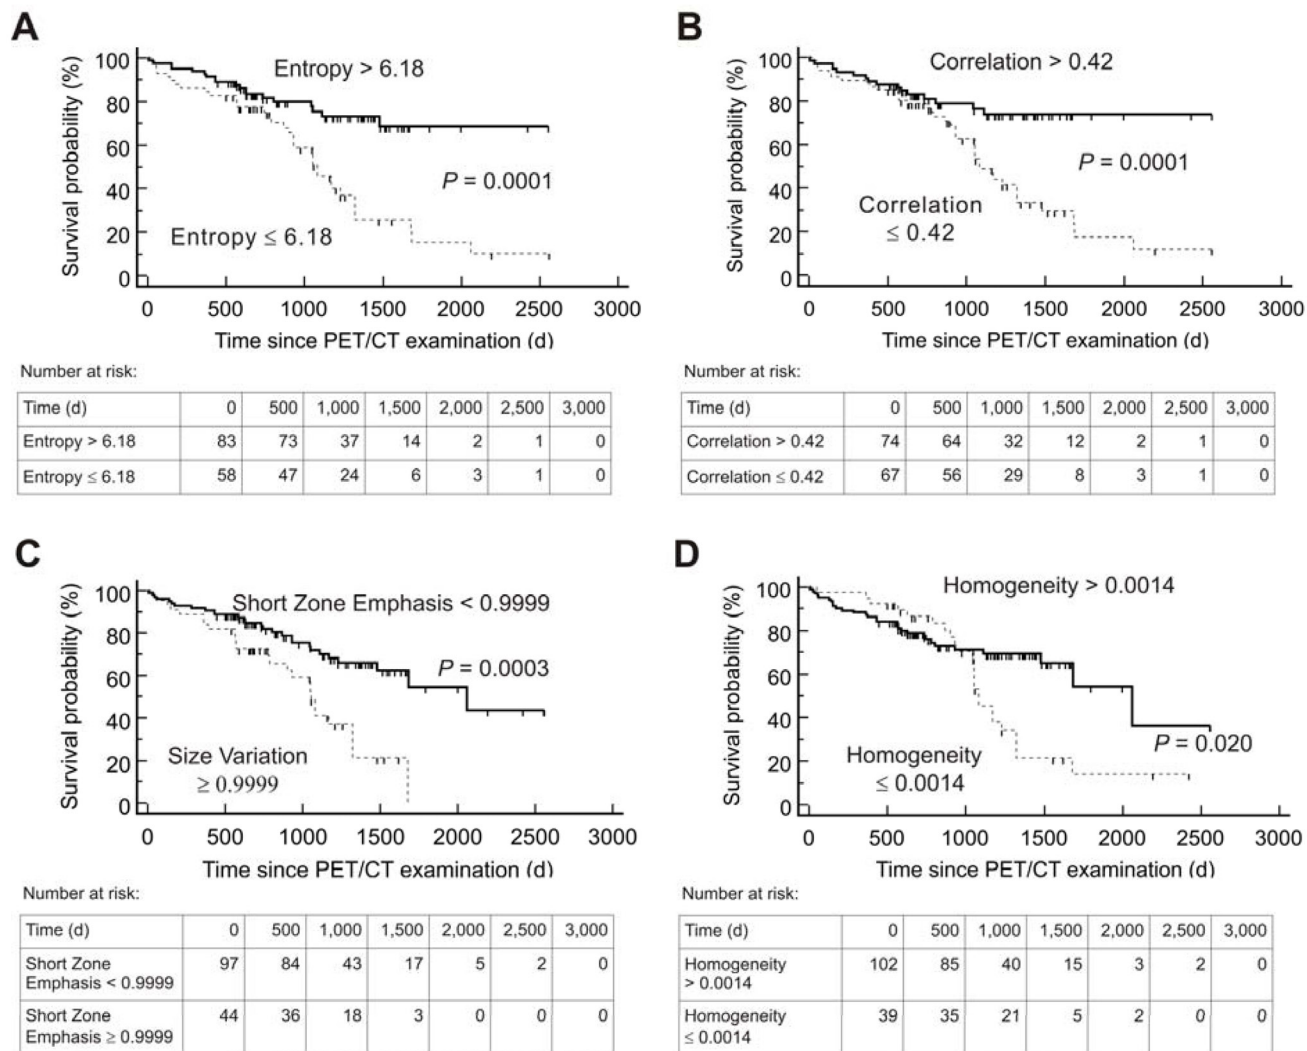 A
Entropy > 6.18
P = 0.0001
Entropy ≤ 6.18
Survival probability (%)
100
80
60
40
20
0
0 500 1000 1500 2000 2500 3000
Time since PET/CT examination (d)
Number at risk:
Time (d) 0 500 1,000 1,500 2,000 2,500 3,000
Entropy > 6.18 83 73 37 14 2 1 0
Entropy ≤ 6.18 58 47 24 6 3 1 0
B
Correlation > 0.42
P = 0.0001
Correlation
≤ 0.42
Survival probability (%)
100
80
60
40
20
0
0 500 1000 1500 2000 2500 3000
Time since PET/CT examination (d)
Number at risk:
Time (d) 0 500 1,000 1,500 2,000 2,500 3,000
Correlation > 0.42 74 64 32 12 2 1 0
Correlation ≤ 0.42 67 56 29 8 3 1 0
C
Short Zone Emphasis < 0.9999
P = 0.0003
Size Variation
≥ 0.9999
Survival probability (%)
100
80
60
40
20
0
0 500 1000 1500 2000 2500 3000
Time since PET/CT examination (d)
Number at risk:
Time (d) 0 500 1,000 1,500 2,000 2,500 3,000
Short Zone 97 84 43 17 5 2 0
Emphasis < 0.9999
Short Zone 44 36 18 3 0 0 0
Emphasis ≥ 0.9999
D
Homogeneity > 0.0014
P = 0.020
Homogeneity
≤ 0.0014
Survival probability (%)
100
80
60
40
20
0
0 500 1000 1500 2000 2500 3000
Time since PET/CT examination (d)
Number at risk:
Time (d) 0 500 1,000 1,500 2,000 2,500 3,000
Homogeneity 102 85 40 15 3 2 0
> 0.0014
Homogeneity 39 35 21 5 2 0 0
≤ 0.0014